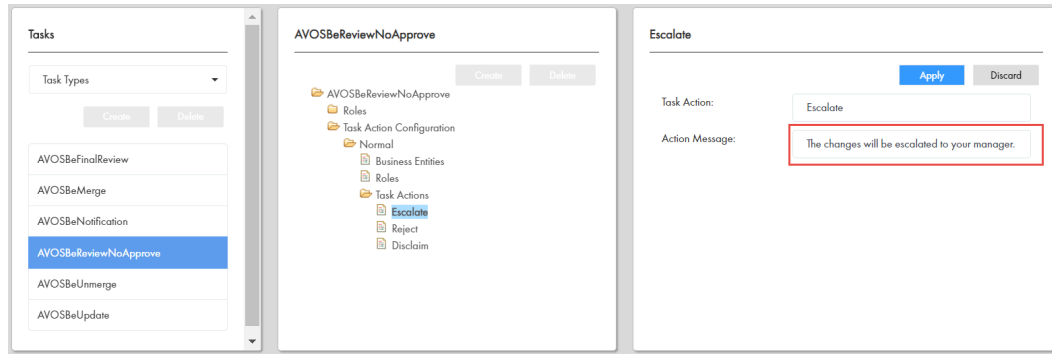 Tasks
Task Types
Create Delete
AVOSBeFinalReview
AVOSBeMerge
AVOSBeNotification
AVOSBeReviewNoApprove
AVOSBeUnmerge
AVOSBeUpdate
AVOSBeReviewNoApprove
Create Delete
AVOSBeReviewNoApprove
Roles
Task Action Configuration
Normal
Business Entities
Roles
Task Actions
Escalate
Reject
Disclaim
Escalate
Apply Discard
Task Action: Escalate
Action Message: The changes will be escalated to your manager.